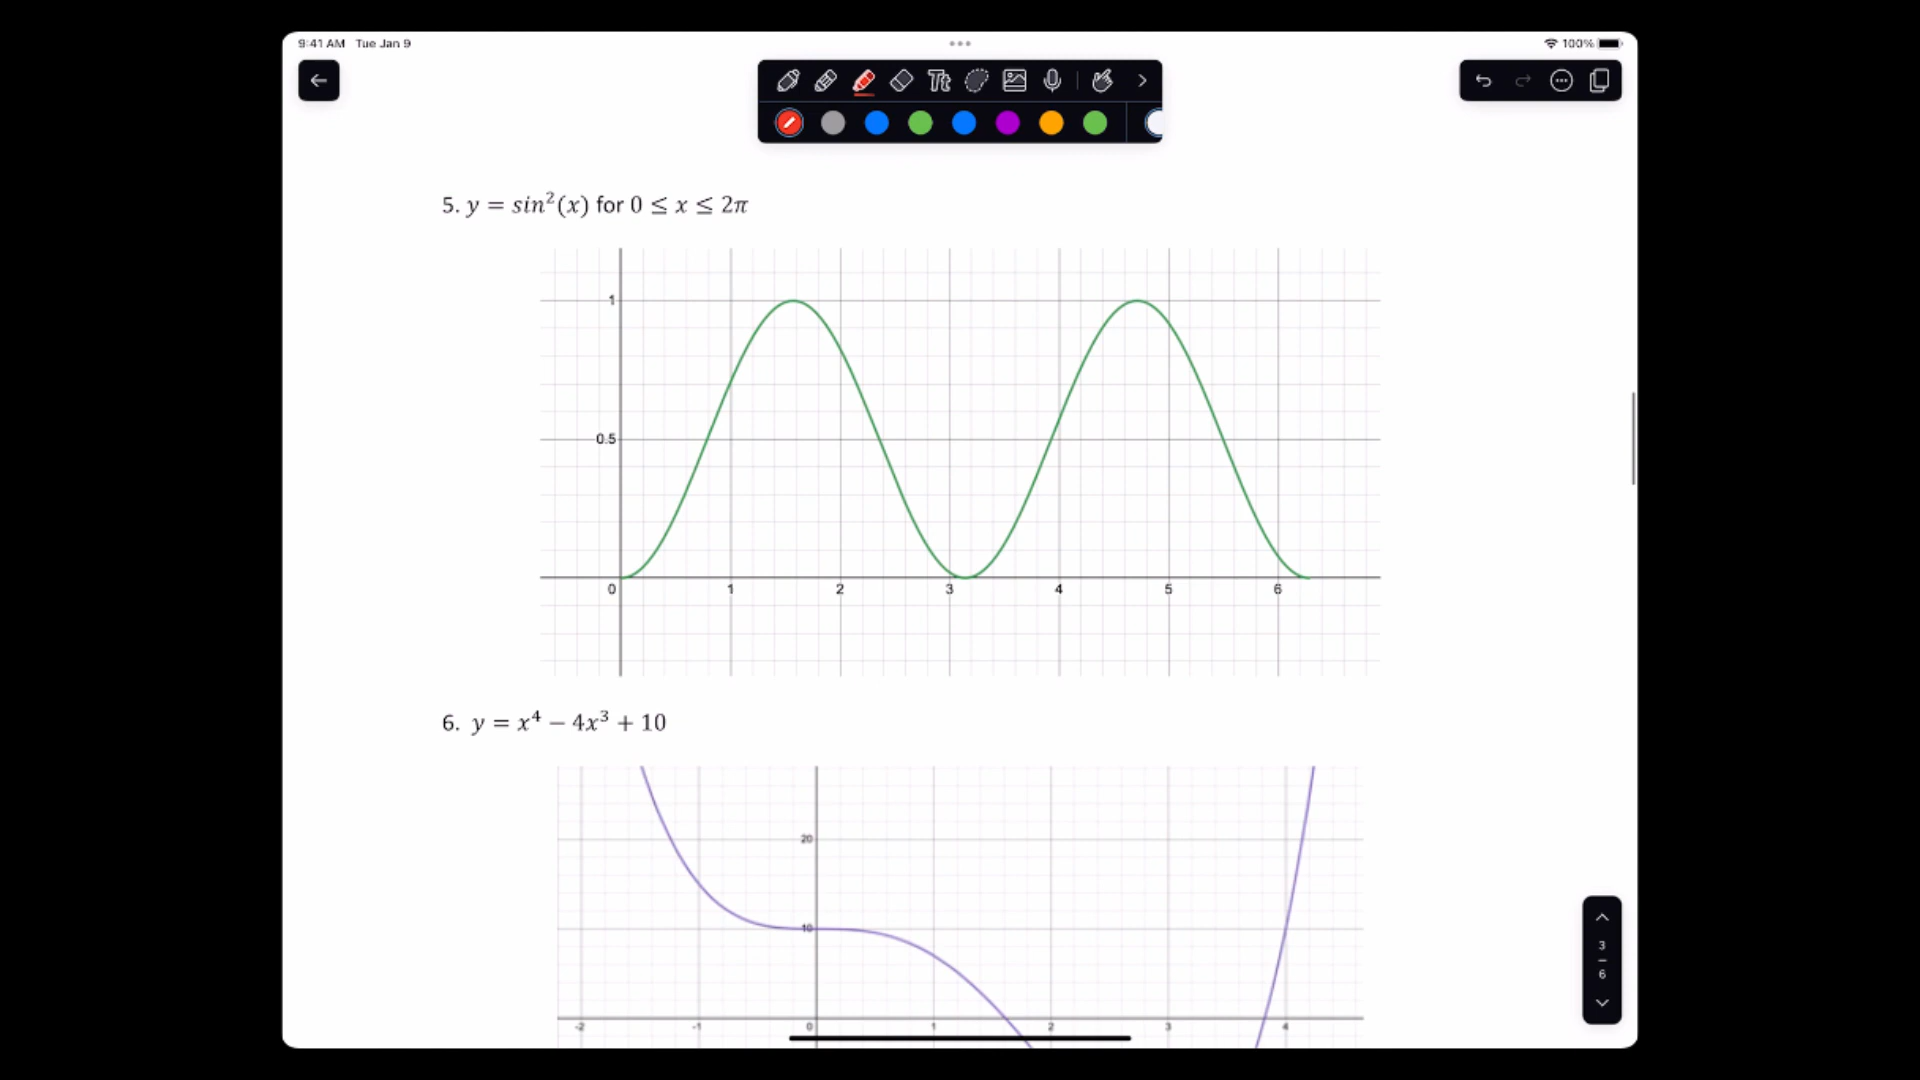 9:41 AM Tue Jan 9
100%
Tt
5. y = sin²(x) for 0 ≤ x ≤ 2π
1
0.5
0 1 2 3 4 5 6
6. y = x⁴ − 4x³ + 10
20
10
-2 -1 0 1 2 3 4
3
6